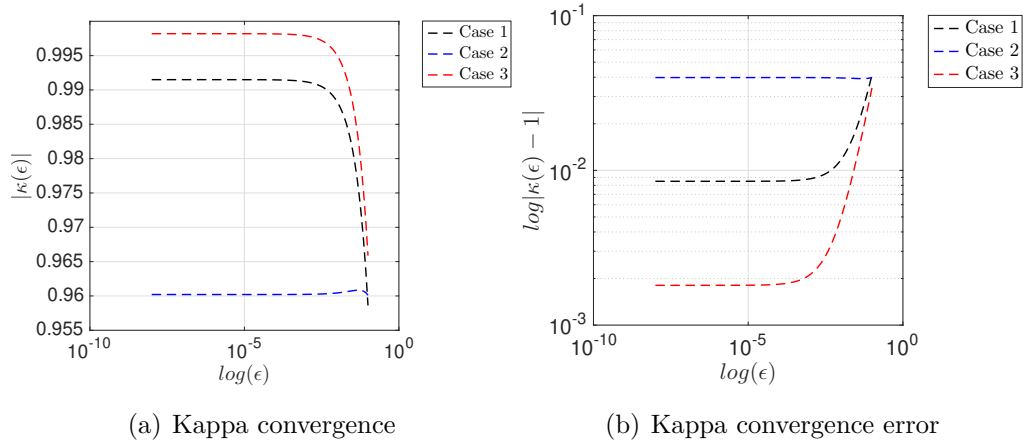 0.995
0.99
0.985
0.98
0.975
0.97
0.965
0.96
0.955
|κ(ϵ)|
10^-10
10^-5
10^0
log(ϵ)
Case 1
Case 2
Case 3
(a) Kappa convergence
10^-1
10^-2
10^-3
log|κ(ϵ) − 1|
10^-10
10^-5
10^0
log(ϵ)
Case 1
Case 2
Case 3
(b) Kappa convergence error